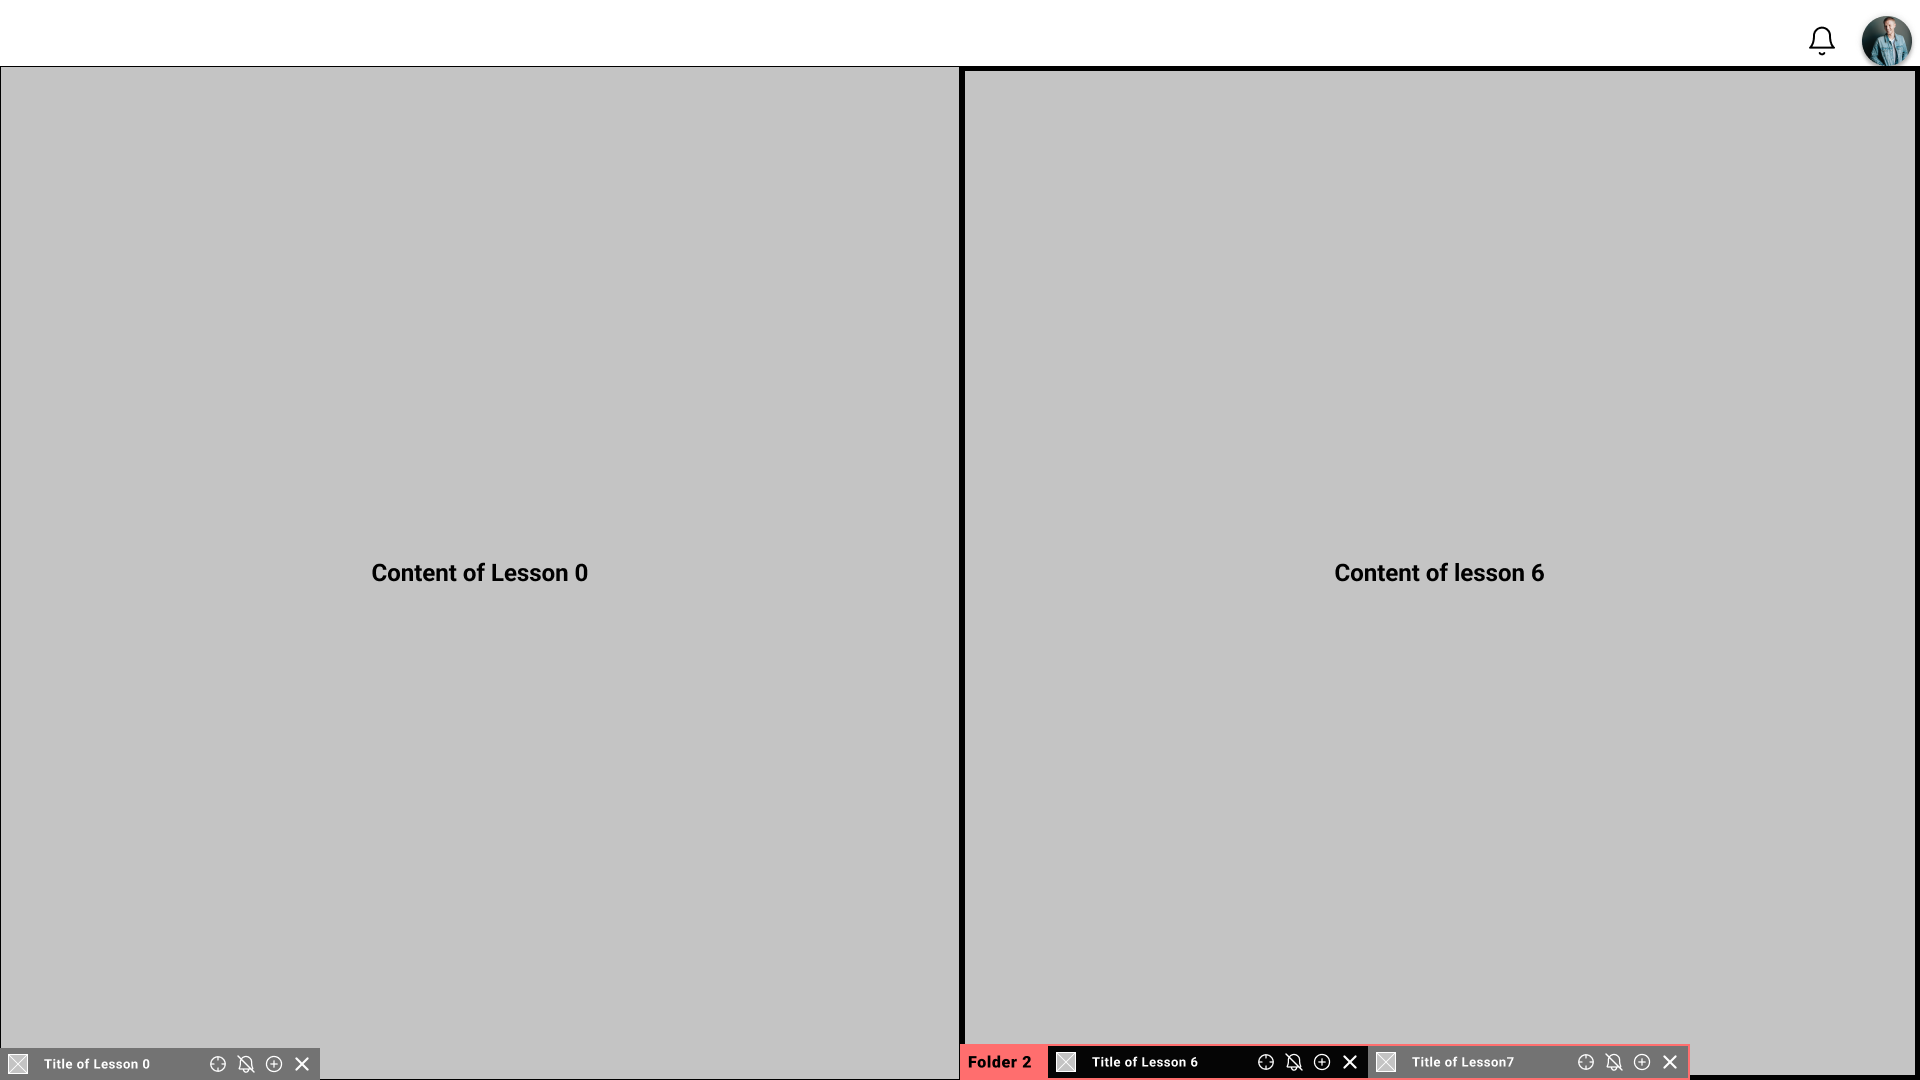 Content of Lesson 0
Content of lesson 6
Title of Lesson 0
Folder 2
Title of Lesson 6
Title of Lesson7